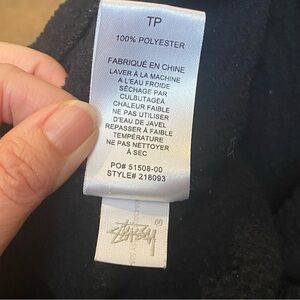 TP
100% POLYESTER
FABRIQUÉ EN CHINE
LAVER À LA MACHINE
A L'EAU FROIDE
SÉCHAGE PAR
CULBUTAGEÀ
CHALEUR FAIBLE
NE PAS UTILISER
D'EAU DE JAVEL
REPASSER À FAIBLE
TEMPÉRATURE
NE PAS NETTOYER
À SEC
PO# 51508-00
STYLE# 218093
Stüssy ®